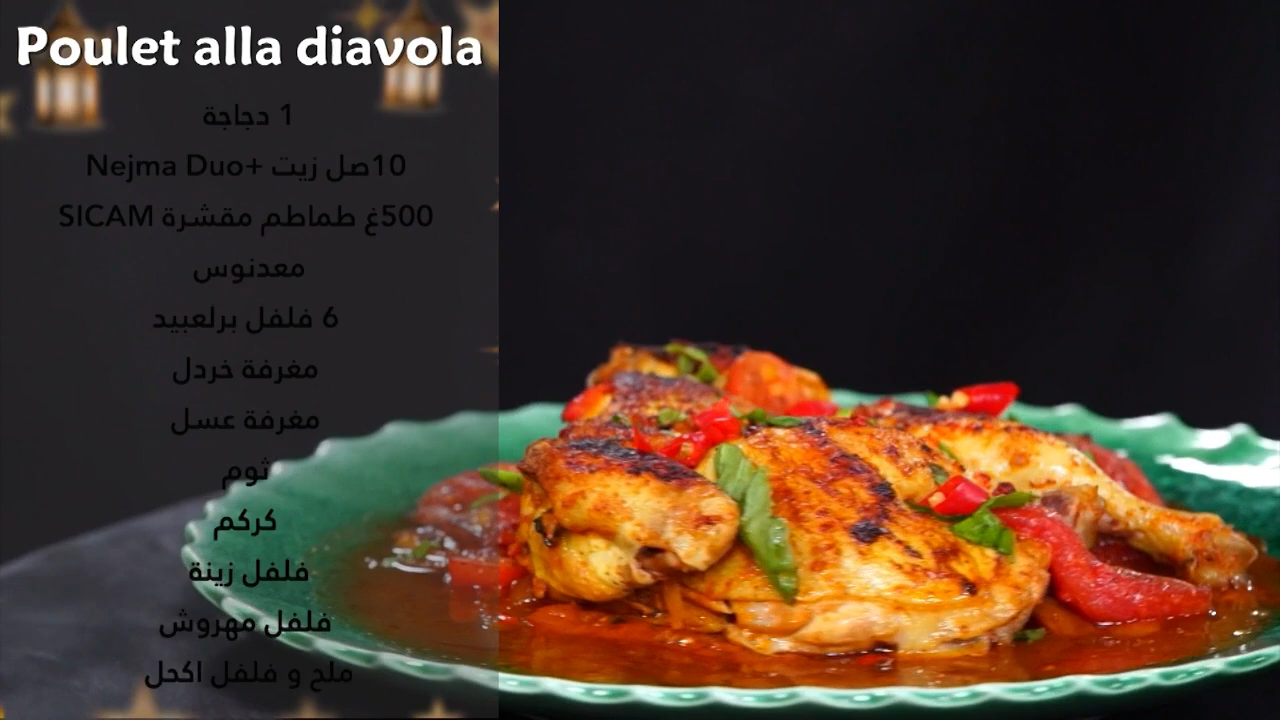 Poulet alla diavola
1 دجاجة
10صل زيت Nejma Duo+
500غ طماطم مقشرة SICAM
معدنوس
6 فلفل برلعبيد
مغرفة خردل
مغرفة عسل
ثوم
كركم
فلفل زينة
فلفل مهروش
ملح و فلفل اكحل